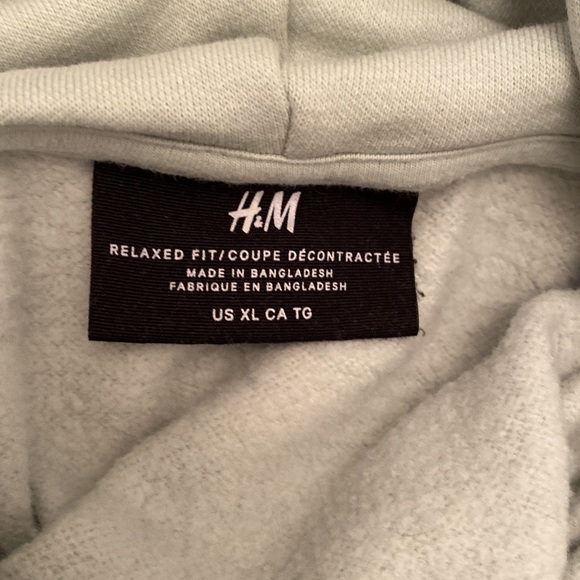 H&M
RELAXED FIT/COUPE DÉCONTRACTÉE
MADE IN BANGLADESH
FABRIQUE EN BANGLADESH
US XL CA TG